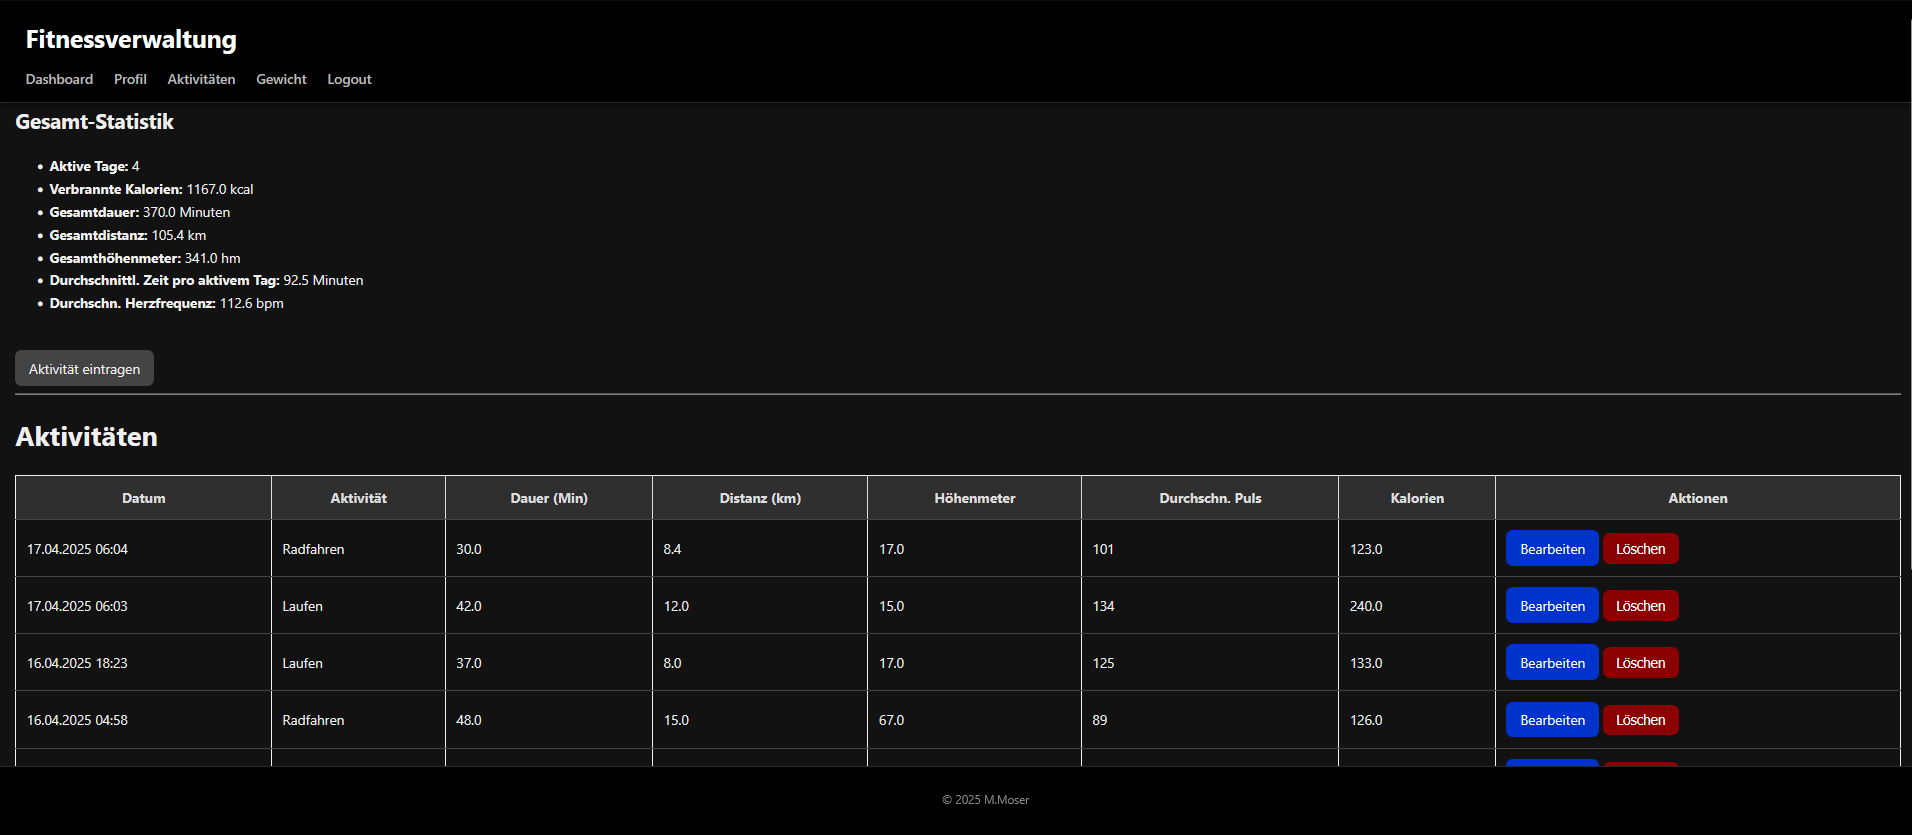 Fitnessverwaltung
Dashboard Profil Aktivitäten Gewicht Logout
Gesamt-Statistik
• Aktive Tage: 4
• Verbrannte Kalorien: 1167.0 kcal
• Gesamtdauer: 370.0 Minuten
• Gesamtdistanz: 105.4 km
• Gesamthöhenmeter: 341.0 hm
• Durchschnittl. Zeit pro aktivem Tag: 92.5 Minuten
• Durchschn. Herzfrequenz: 112.6 bpm
Aktivität eintragen
Aktivitäten
Datum Aktivität Dauer (Min) Distanz (km) Höhenmeter Durchschn. Puls Kalorien Aktionen
17.04.2025 06:04 Radfahren 30.0 8.4 17.0 101 123.0 Bearbeiten Löschen
17.04.2025 06:03 Laufen 42.0 12.0 15.0 134 240.0 Bearbeiten Löschen
16.04.2025 18:23 Laufen 37.0 8.0 17.0 125 133.0 Bearbeiten Löschen
16.04.2025 04:58 Radfahren 48.0 15.0 67.0 89 126.0 Bearbeiten Löschen
© 2025 M.Moser